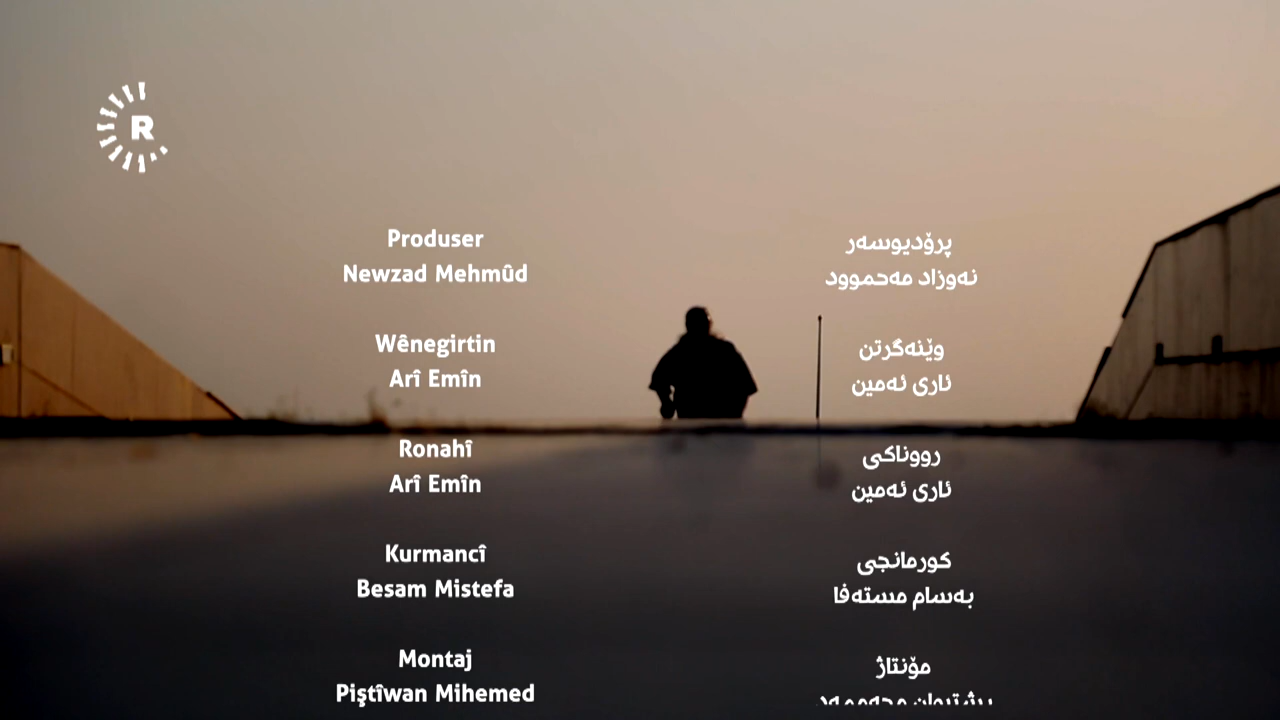 R
Produser
Newzad Mehmûd
Wênegirtin
Arî Emîn
Ronahî
Arî Emîn
Kurmancî
Besam Mistefa
Montaj
Piştîwan Mihemed
پرۆدیوسەر
نەوزاد مەحموود
وێنەگرتن
ئاری ئەمین
رووناکی
ئاری ئەمین
کورمانجی
بەسام مستەفا
مۆنتاژ